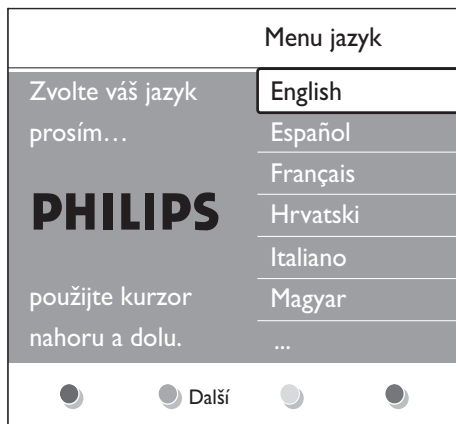 Menu jazyk
Zvolte váš jazyk
prosím…
PHILIPS
použijte kurzor
nahoru a dolu.
English
Español
Français
Hrvatski
Italiano
Magyar
...
Další